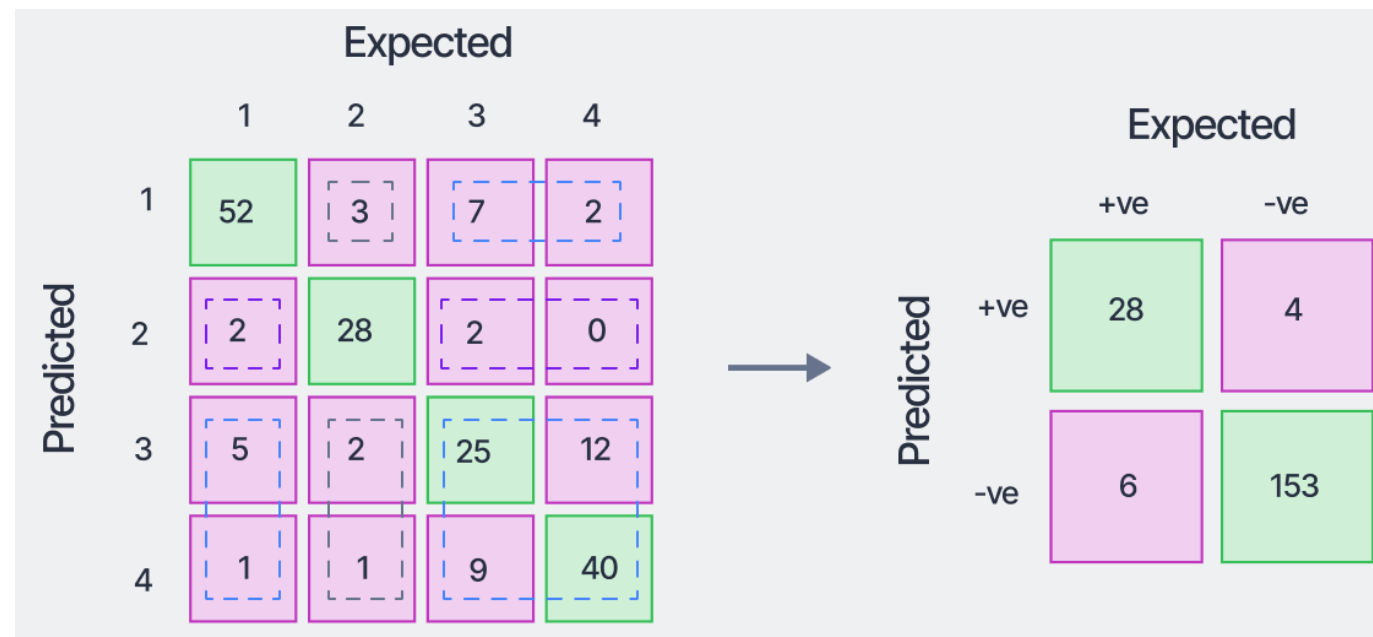 Expected
1 2 3 4
1 52 3 7 2
2 2 28 2 0
3 5 2 25 12
4 1 1 9 40
Predicted
Expected
+ve -ve
+ve 28 4
-ve 6 153
Predicted